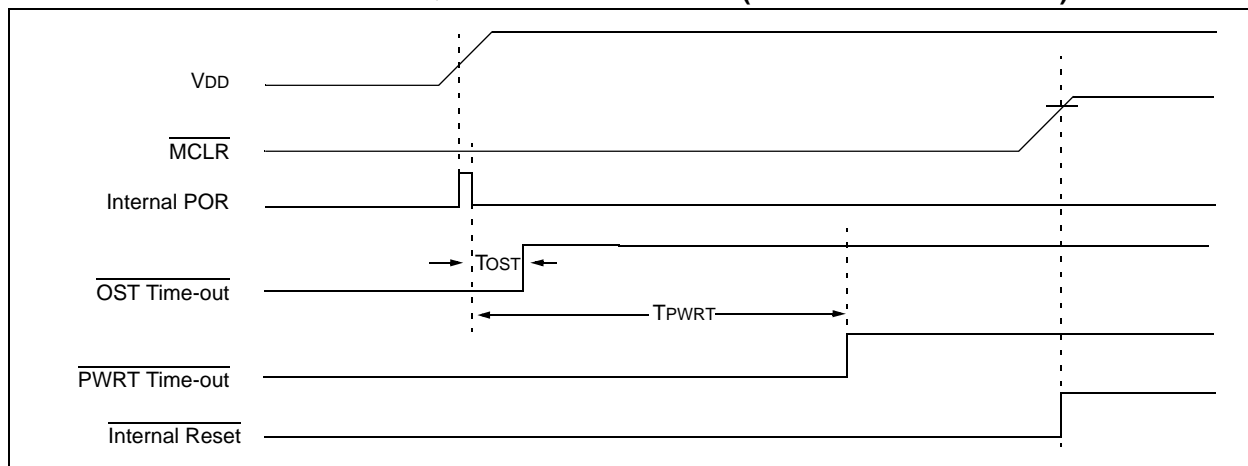 VDD
MCLR
Internal POR
TOST
OST Time-out
TPWRT
PWRT Time-out
Internal Reset